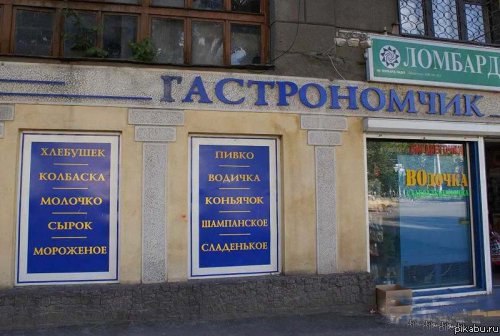 ЛОМБАРД
ГАСТРОНОМЧИК
ХЛЕБУШЕК
КОЛБАСКА
МОЛОЧКО
СЫРОК
МОРОЖЕНОЕ
ПИВКО
ВОДИЧКА
КОНЬЯЧОК
ШАМПАНСКОЕ
СЛАДЕНЬКОЕ
ВОДОЧКА
pikabu.ru